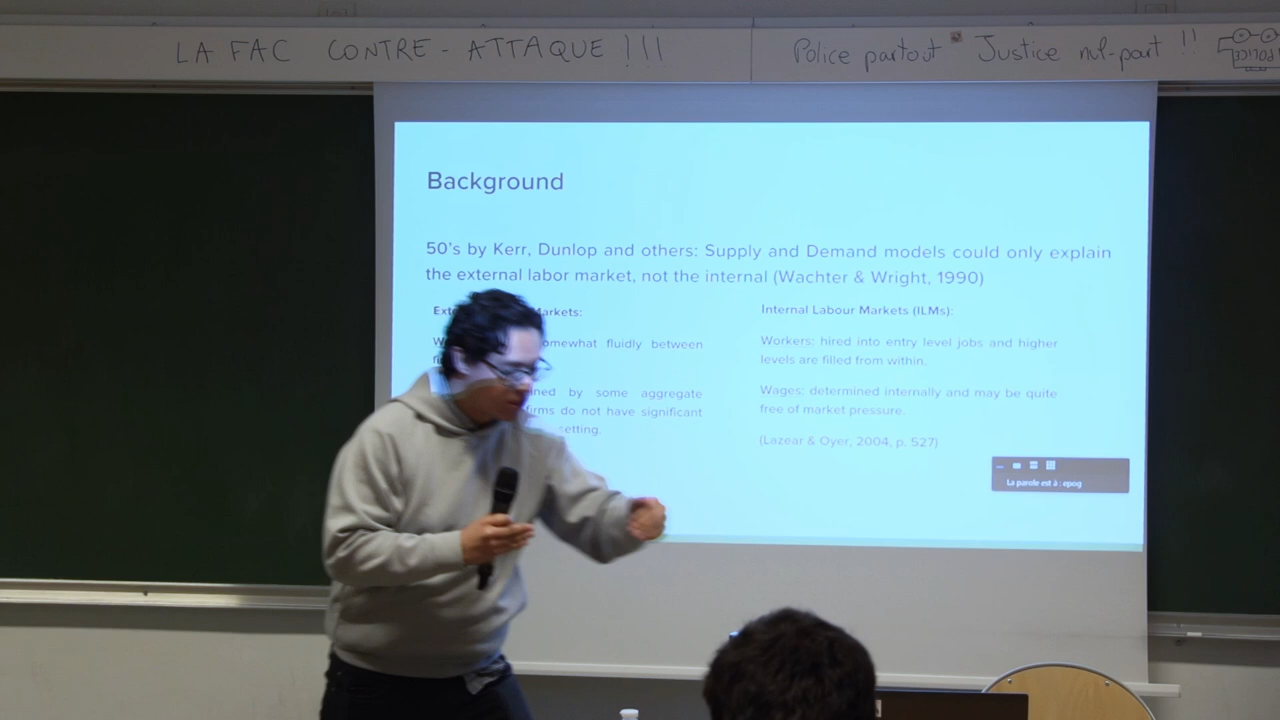 LA FAC CONTRE-ATTAQUE !!!
Police partout Justice nul-part !!
POLICE
Background
50's by Kerr, Dunlop and others: Supply and Demand models could only explain
the external labor market, not the internal (Wachter & Wright, 1990)
arkets:
omewhat fluidly between
ined by some aggregate
firms do not have significant
setting.
Internal Labour Markets (ILMs):
Workers: hired into entry level jobs and higher
levels are filled from within.
Wages: determined internally and may be quite
free of market pressure.
(Lazear & Oyer, 2004, p. 527)
La parole est à : epog